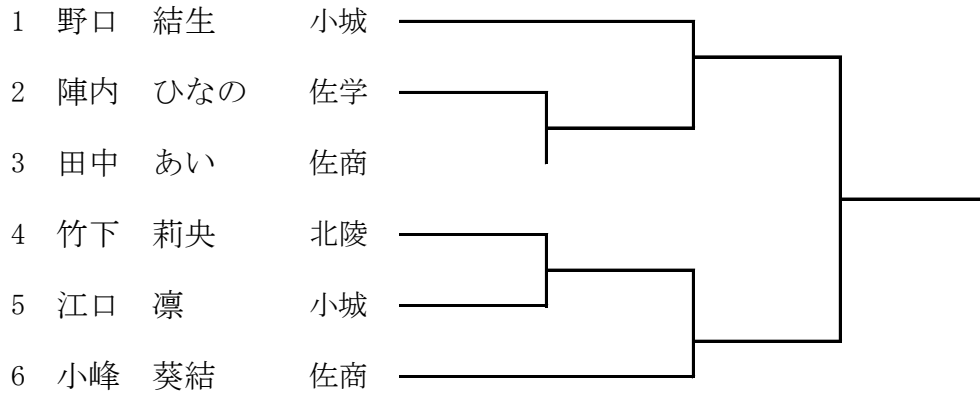 1 野口 結生 小城
2 陣内 ひなの 佐学
3 田中 あい 佐商
4 竹下 莉央 北陵
5 江口 凛 小城
6 小峰 葵結 佐商